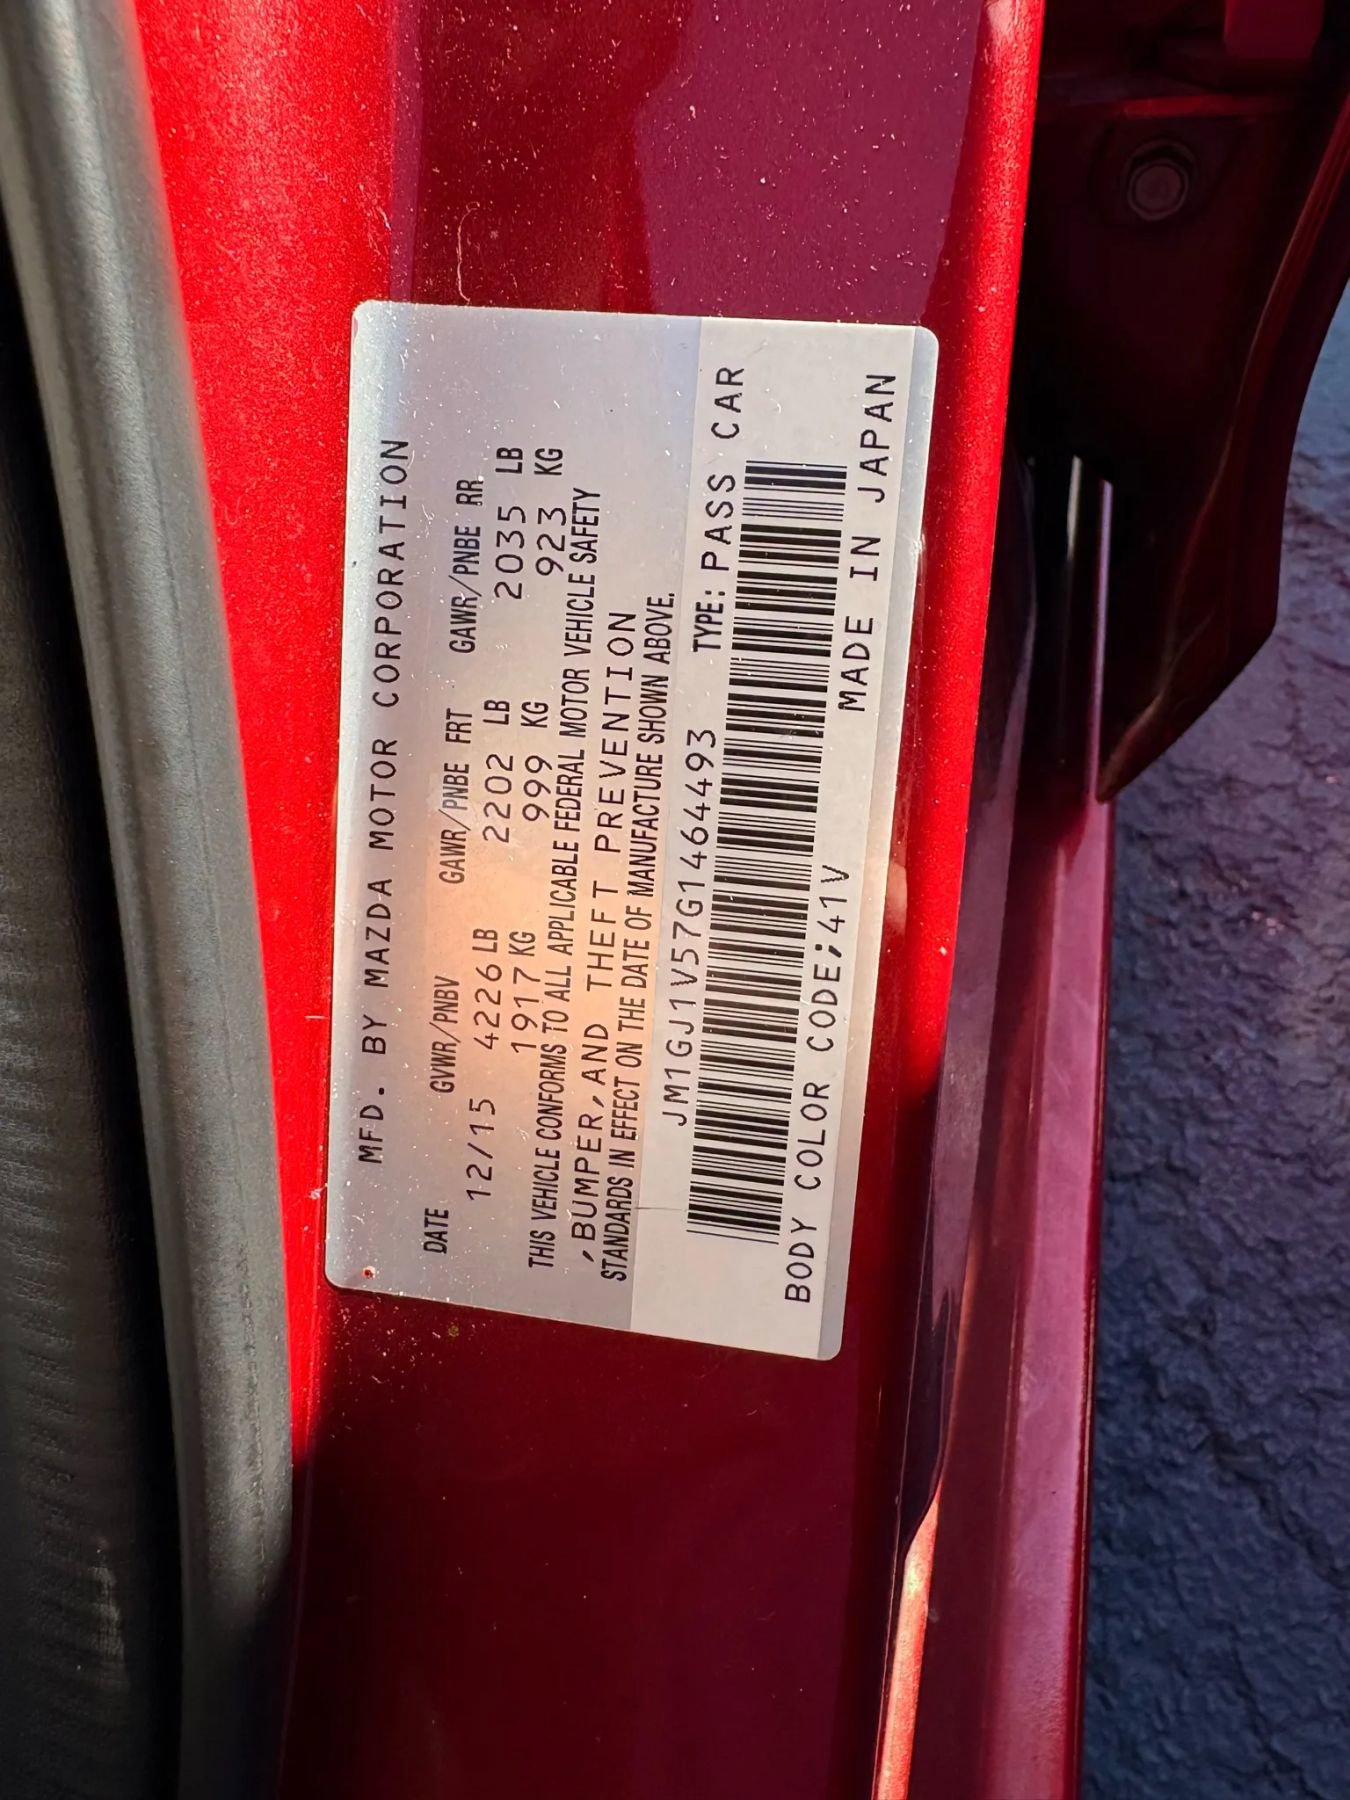 MFD. BY MAZDA MOTOR CORPORATION
DATE GVWR/PNBV GAWR/PNBE FRT GAWR/PNBE RR.
12/15 4226 LB 2202 LB 2035 LB
1917 KG 999 KG 923 KG
THIS VEHICLE CONFORMS TO ALL APPLICABLE FEDERAL MOTOR VEHICLE SAFETY
,BUMPER,AND THEFT PREVENTION
STANDARDS IN EFFECT ON THE DATE OF MANUFACTURE SHOWN ABOVE.
JM1GJ1V57G1464493 TYPE: PASS CAR
BODY COLOR CODE;41V MADE IN JAPAN